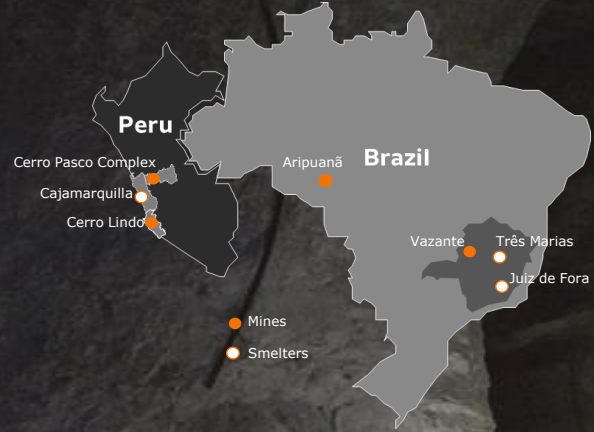 Peru
Cerro Pasco Complex
Cajamarquilla
Cerro Lindo
Aripuanã
Brazil
Vazante
Três Marias
Juiz de Fora
Mines
Smelters